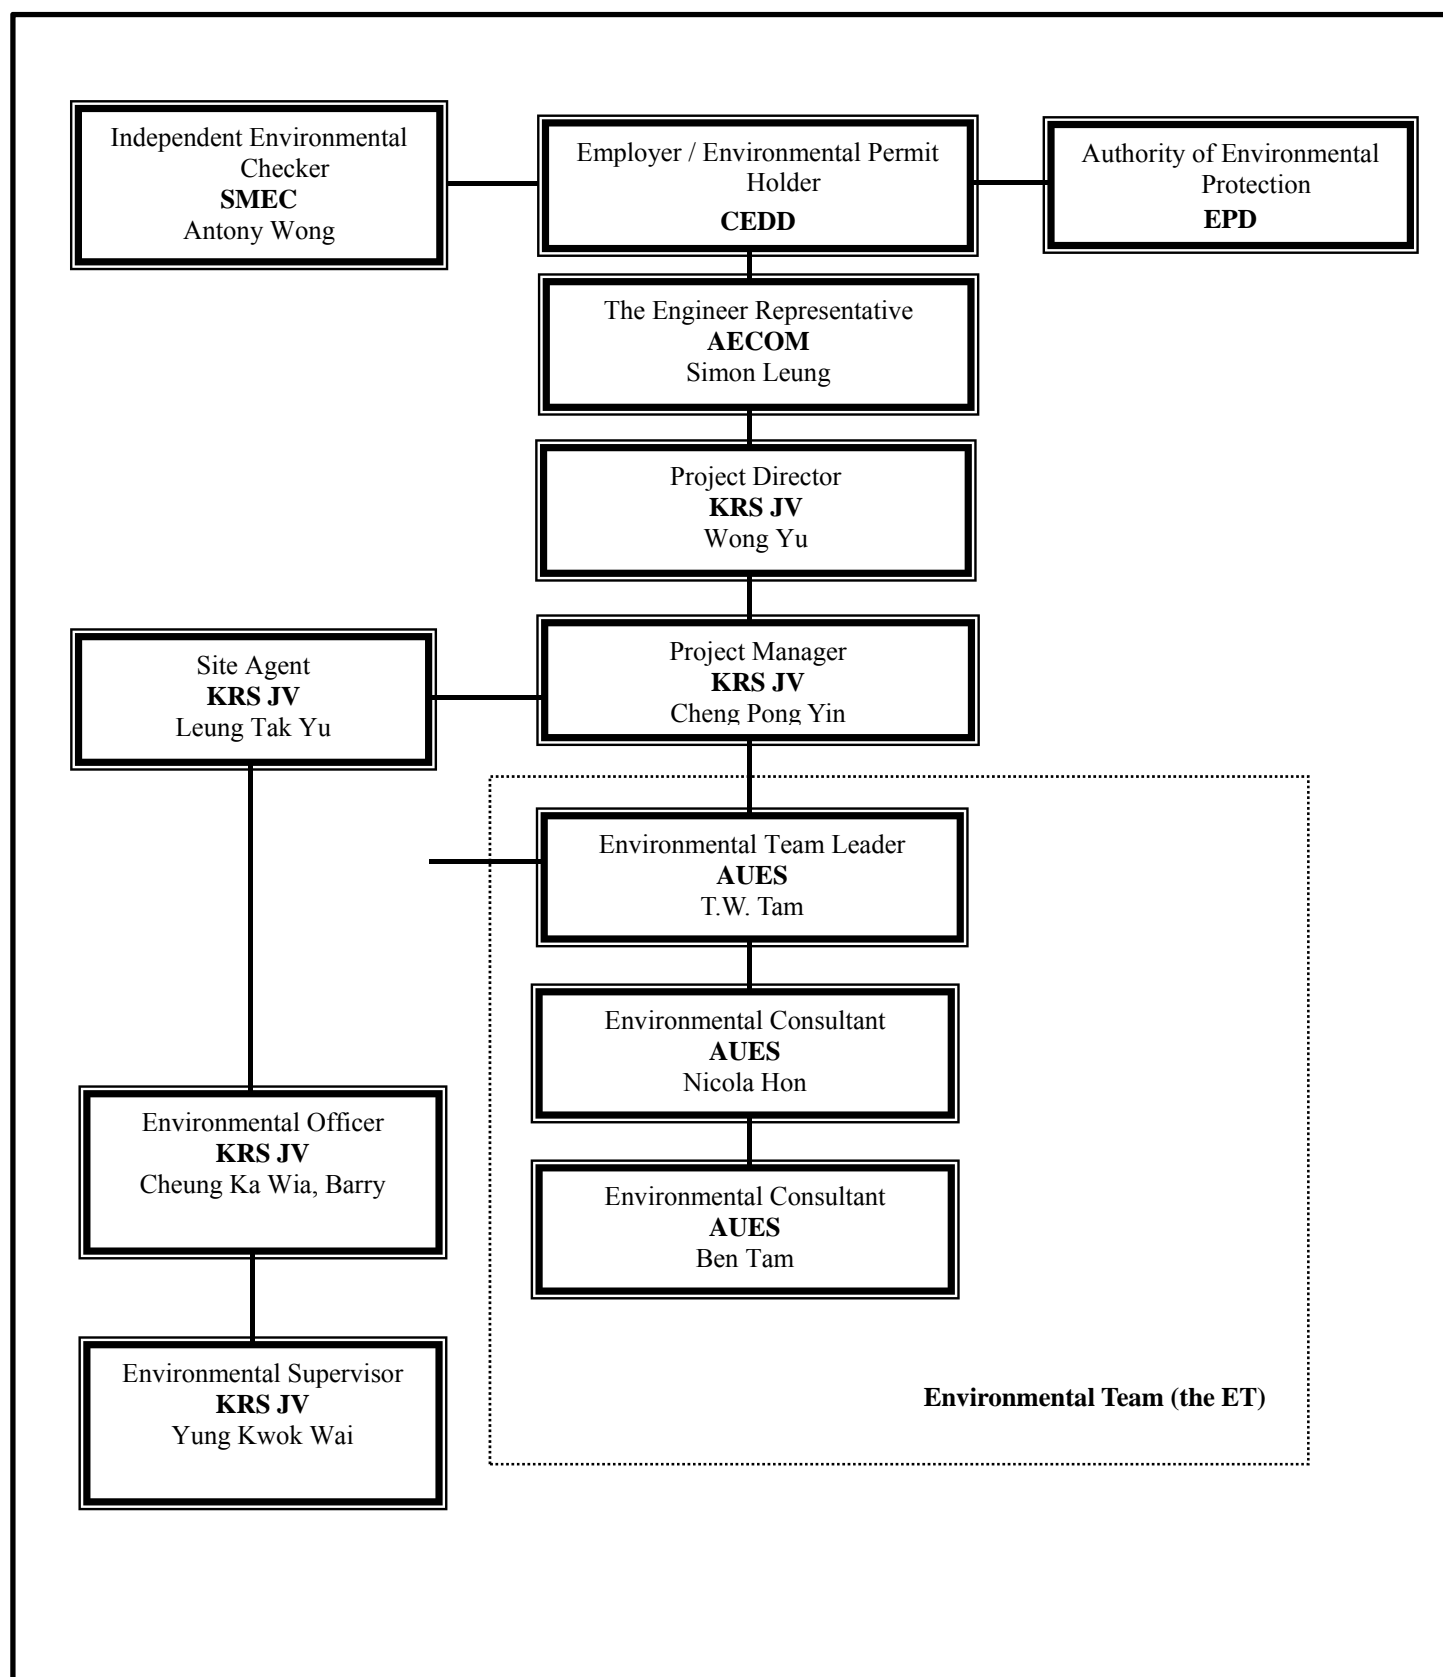 Independent Environmental
Checker
SMEC
Antony Wong
Employer / Environmental Permit
Holder
CEDD
Authority of Environmental
Protection
EPD
The Engineer Representative
AECOM
Simon Leung
Project Director
KRS JV
Wong Yu
Site Agent
KRS JV
Leung Tak Yu
Project Manager
KRS JV
Cheng Pong Yin
Environmental Team Leader
AUES
T.W. Tam
Environmental Consultant
AUES
Nicola Hon
Environmental Officer
KRS JV
Cheung Ka Wia, Barry
Environmental Consultant
AUES
Ben Tam
Environmental Supervisor
KRS JV
Yung Kwok Wai
Environmental Team (the ET)